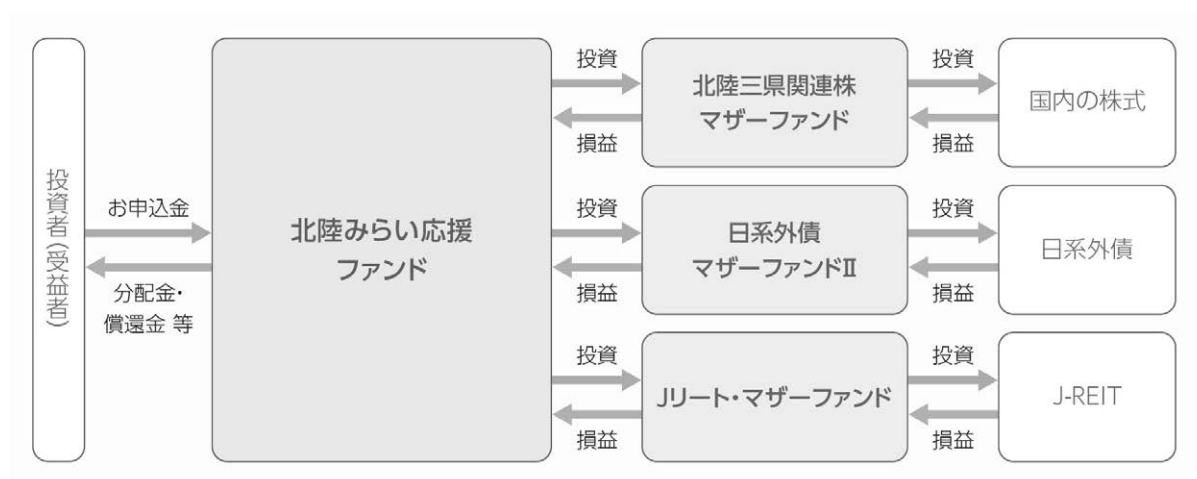 投資者(受益者)
お申込金
分配金・
償還金 等
北陸みらい応援
ファンド
投資
損益
北陸三県関連株
マザーファンド
投資
損益
国内の株式
投資
損益
日系外債
マザーファンドⅡ
投資
損益
日系外債
投資
損益
Jリート・マザーファンド
投資
損益
J-REIT